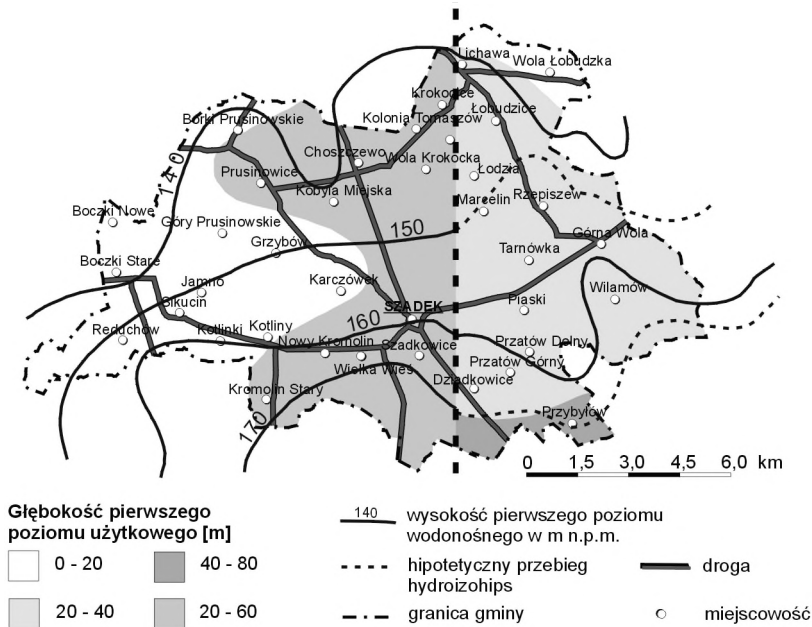 Lichawa
Wola Łobudzka
Krokocice
Łobudzice
Borki Prusinowskie
Kolonia Tomaszów
Choszczewo
Wola Krokocka
Prusinowice
Łodzia
140
Kobyla Miejska
Marcelin
Rzepiszew
Boczki Nowe
Góry Prusinowskie
150
Grzybów
Górna Wola
Tarnówka
Boczki Stare
Jamno
Karczówek
Wilamów
Sikucin
SZADEK
Piaski
160
Reduchów
Kotlinki
Kotliny
Nowy Kromolin
Szadkowice
Przatów Dolny
Wielka Wieś
Przatów Górny
Kromolin Stary
Dziadkowice
170
Przybyłów
0 1,5 3,0 4,5 6,0 km
Głębokość pierwszego
poziomu użytkowego [m]
0 - 20
40 - 80
20 - 40
20 - 60
140
wysokość pierwszego poziomu
wodonośnego w m n.p.m.
hipotetyczny przebieg
hydroizohips
droga
granica gminy
miejscowość